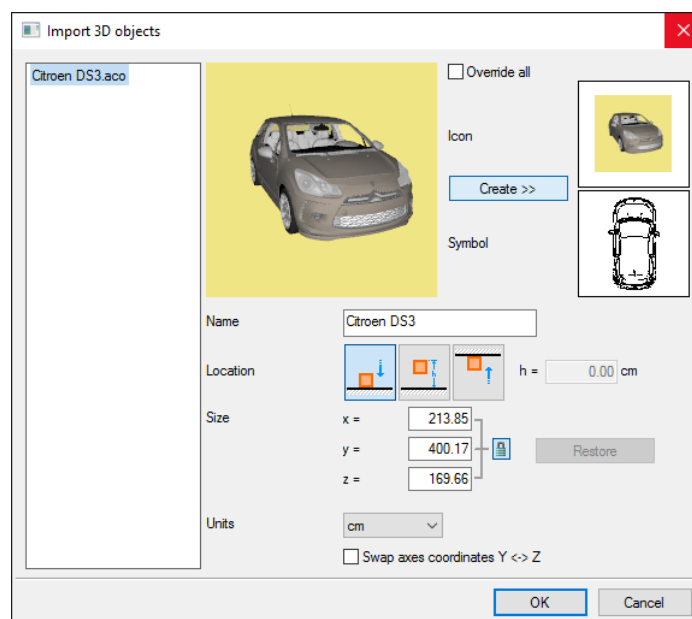 Import 3D objects
Citroen DS3.aco
Override all
Icon
Create >>
Symbol
Name
Citroen DS3
Location
h = 0.00 cm
Size
x = 213.85
y = 400.17
z = 169.66
Restore
Units
cm
Swap axes coordinates Y <-> Z
OK
Cancel